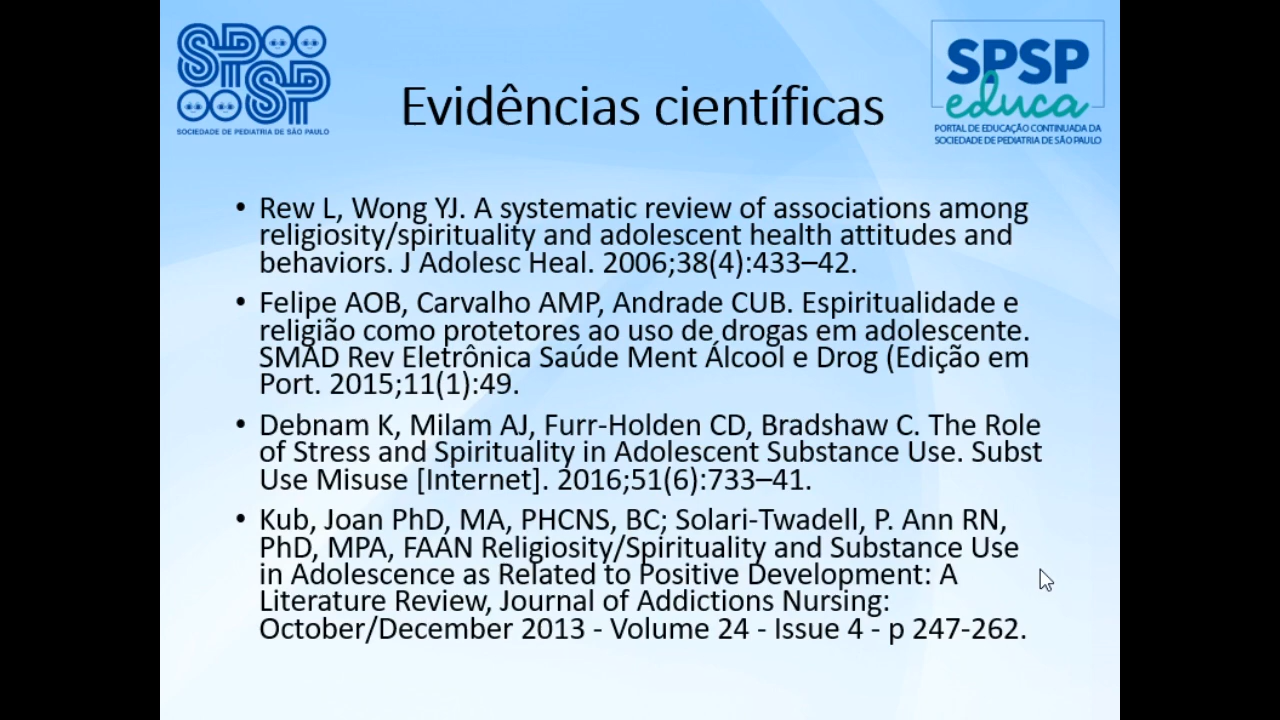 SPSP
SOCIEDADE DE PEDIATRIA DE SÃO PAULO
Evidências científicas
SPSP
educa
PORTAL DE EDUCAÇÃO CONTINUADA DA
SOCIEDADE DE PEDIATRIA DE SÃO PAULO
• Rew L, Wong YJ. A systematic review of associations among
religiosity/spirituality and adolescent health attitudes and
behaviors. J Adolesc Heal. 2006;38(4):433–42.
• Felipe AOB, Carvalho AMP, Andrade CUB. Espiritualidade e
religião como protetores ao uso de drogas em adolescente.
SMAD Rev Eletrônica Saúde Ment Álcool e Drog (Edição em
Port. 2015;11(1):49.
• Debnam K, Milam AJ, Furr-Holden CD, Bradshaw C. The Role
of Stress and Spirituality in Adolescent Substance Use. Subst
Use Misuse [Internet]. 2016;51(6):733–41.
• Kub, Joan PhD, MA, PHCNS, BC; Solari-Twadell, P. Ann RN,
PhD, MPA, FAAN Religiosity/Spirituality and Substance Use
in Adolescence as Related to Positive Development: A
Literature Review, Journal of Addictions Nursing:
October/December 2013 - Volume 24 - Issue 4 - p 247-262.